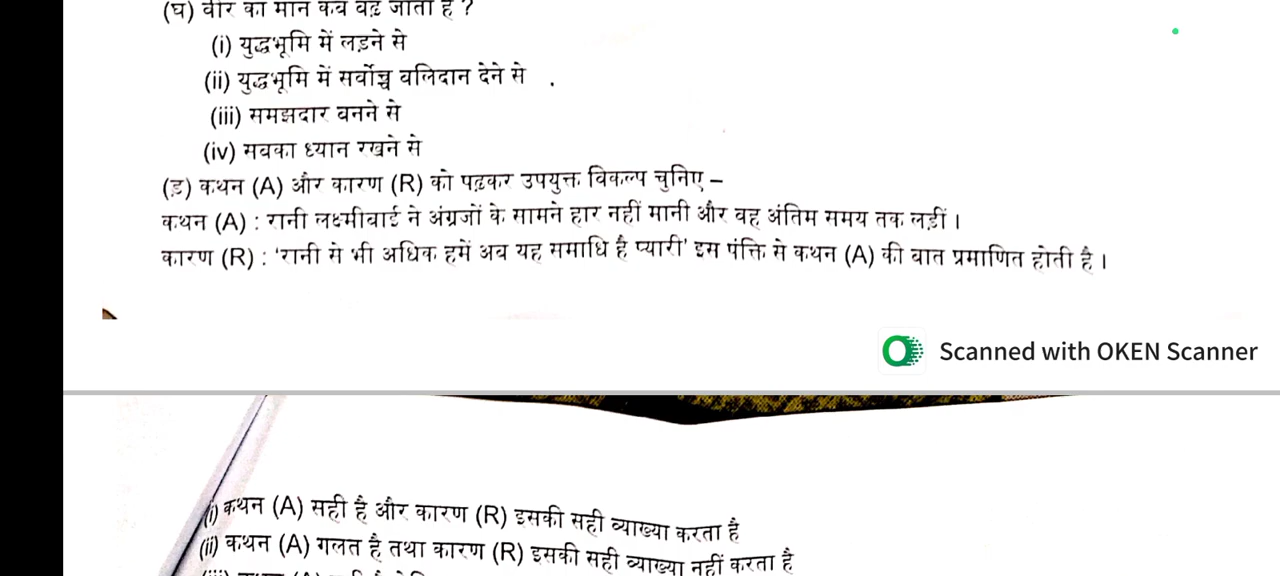 (घ) वीर का मान कब बढ़ जाता है ?
(i) युद्धभूमि में लड़ने से
(ii) युद्धभूमि में सर्वोच्च बलिदान देने से .
(iii) समझदार बनने से
(iv) सबका ध्यान रखने से
(ड़) कथन (A) और कारण (R) को पढ़कर उपयुक्त विकल्प चुनिए –
कथन (A) : रानी लक्ष्मीबाई ने अंग्रजों के सामने हार नहीं मानी और वह अंतिम समय तक लड़ीं ।
कारण (R) : 'रानी से भी अधिक हमें अब यह समाधि है प्यारी' इस पंक्ति से कथन (A) की बात प्रमाणित होती है ।
Scanned with OKEN Scanner
(i) कथन (A) सही है और कारण (R) इसकी सही व्याख्या करता है
(ii) कथन (A) गलत है तथा कारण (R) इसकी सही व्याख्या नहीं करता है